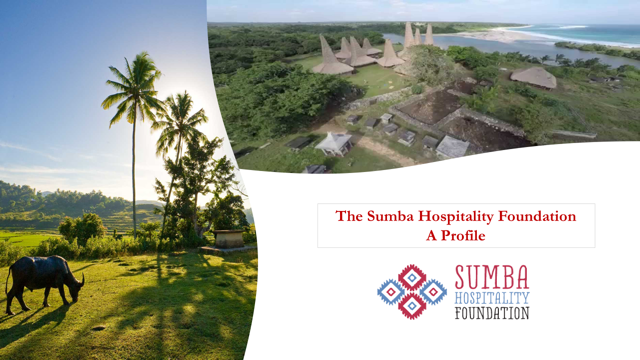 The Sumba Hospitality Foundation
A Profile
SUMBA
HOSPITALITY
FOUNDATION